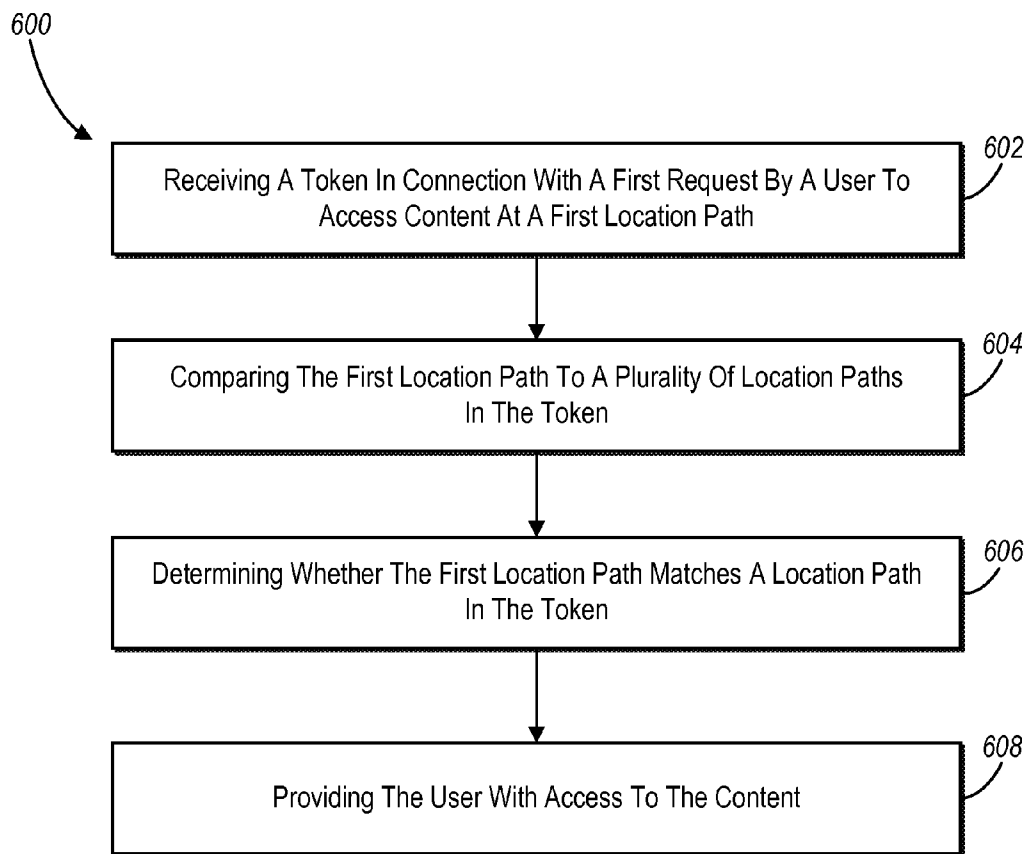 600
602
Receiving A Token In Connection With A First Request By A User To
Access Content At A First Location Path
604
Comparing The First Location Path To A Plurality Of Location Paths
In The Token
606
Determining Whether The First Location Path Matches A Location Path
In The Token
608
Providing The User With Access To The Content